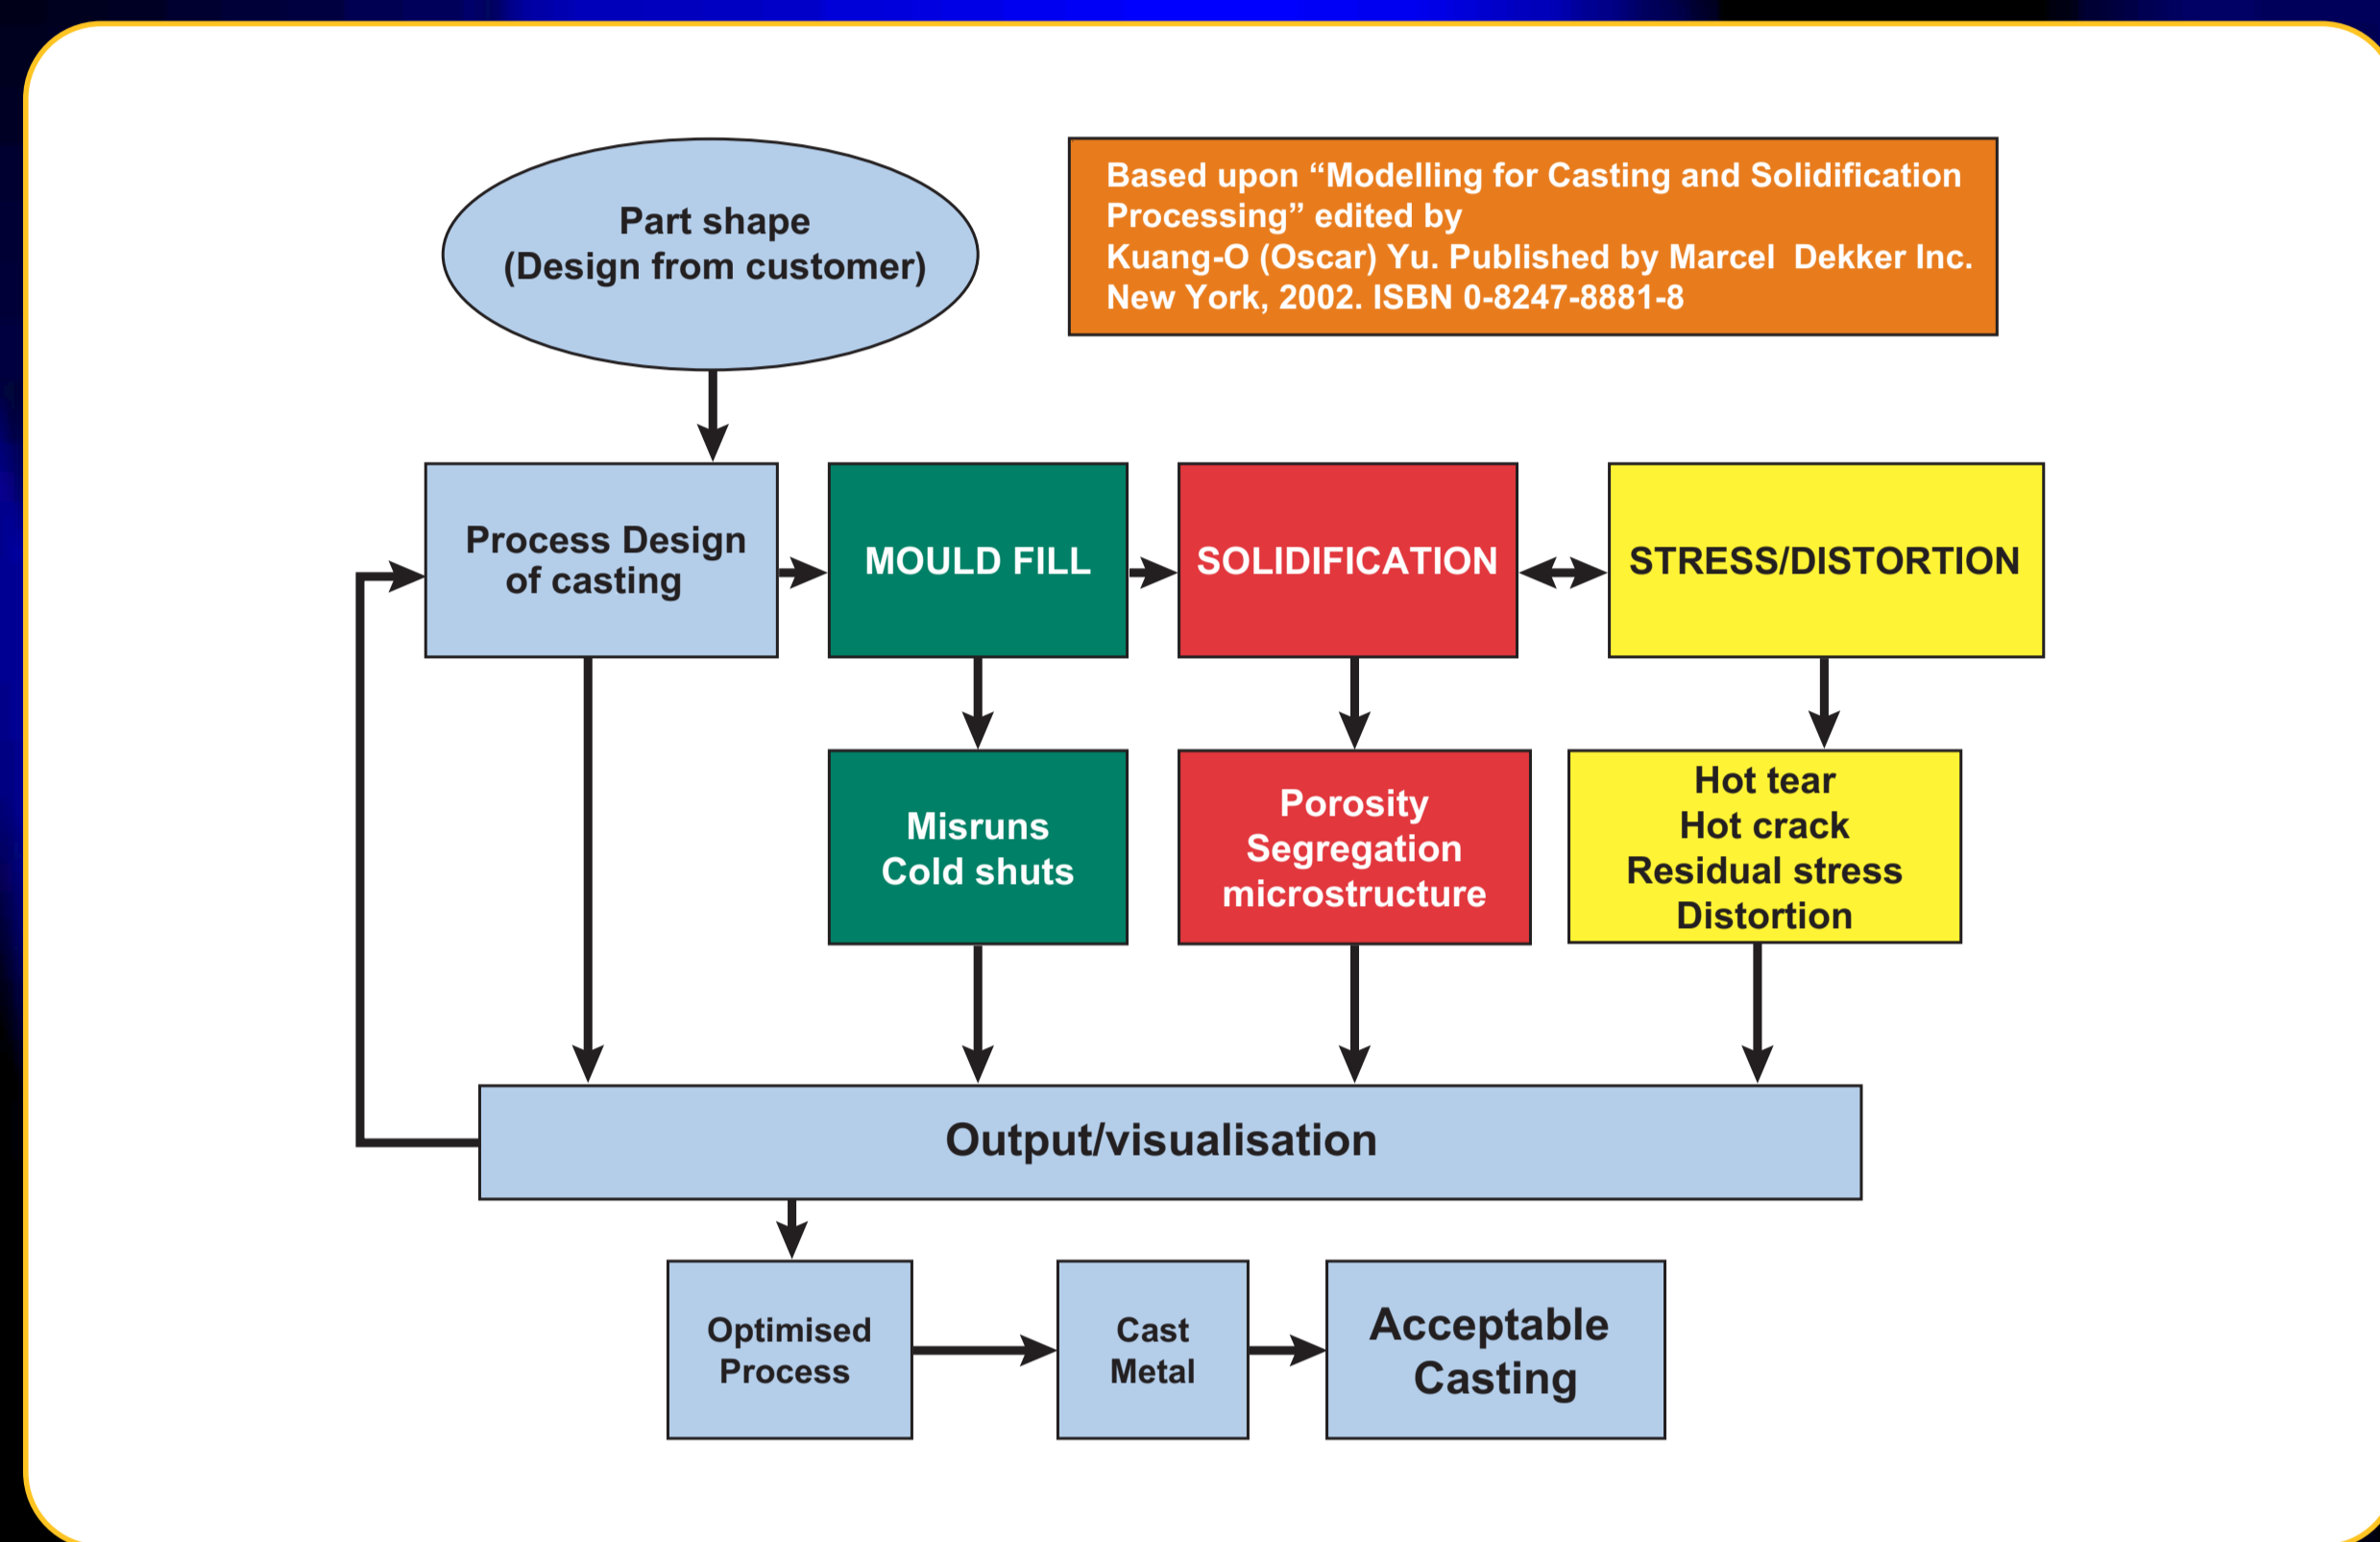 Part shape
(Design from customer)
Based upon “Modelling for Casting and Solidification
Processing” edited by
Kuang-O (Oscar) Yu. Published by Marcel Dekker Inc.
New York, 2002. ISBN 0-8247-8881-8
Process Design
of casting
MOULD FILL
SOLIDIFICATION
STRESS/DISTORTION
Misruns
Cold shuts
Porosity
Segregation
microstructure
Hot tear
Hot crack
Residual stress
Distortion
Output/visualisation
Optimised
Process
Cast
Metal
Acceptable
Casting